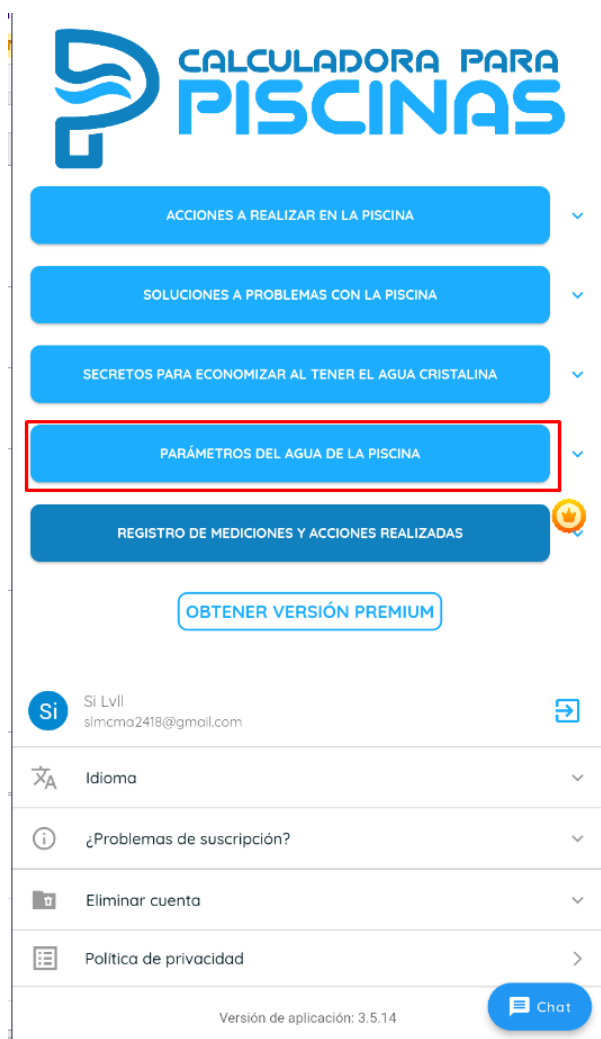 CALCULADORA PARA
PISCINAS
ACCIONES A REALIZAR EN LA PISCINA
SOLUCIONES A PROBLEMAS CON LA PISCINA
SECRETOS PARA ECONOMIZAR AL TENER EL AGUA CRISTALINA
PARÁMETROS DEL AGUA DE LA PISCINA
REGISTRO DE MEDICIONES Y ACCIONES REALIZADAS
OBTENER VERSIÓN PREMIUM
Si
Si Lvll
slmcma2418@gmail.com
Idioma
¿Problemas de suscripción?
Eliminar cuenta
Política de privacidad
Chat
Versión de aplicación: 3.5.14